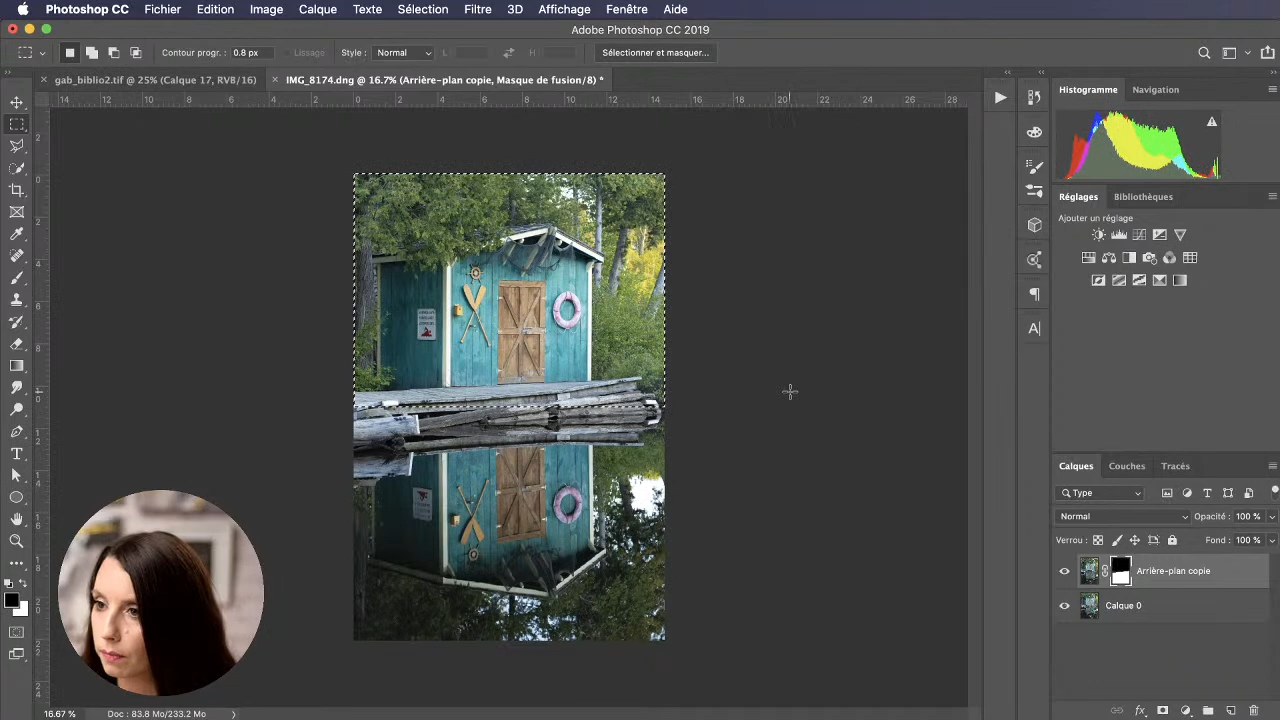 Photoshop CC Fichier Edition Image Calque Texte Sélection Filtre 3D Affichage Fenêtre Aide
Adobe Photoshop CC 2019
Contour progr. : 0.8 px Lissage Style : Normal L : H : Sélectionner et masquer...
gab_biblio2.tif @ 25% (Calque 17, RVB/16) IMG_8174.dng @ 16.7% (Arrière-plan copie, Masque de fusion/8) *
14 12 10 8 6 4 2 0 2 4 6 8 10 12 14 16 18 20 22 24 26 28
Histogramme Navigation
Réglages Bibliothèques
Ajouter un réglage
Calques Couches Tracés
Type
Normal Opacité : 100 %
Verrou : Fond : 100 %
Arrière-plan copie
Calque 0
16.67 % Doc : 83.8 Mo/233.2 Mo